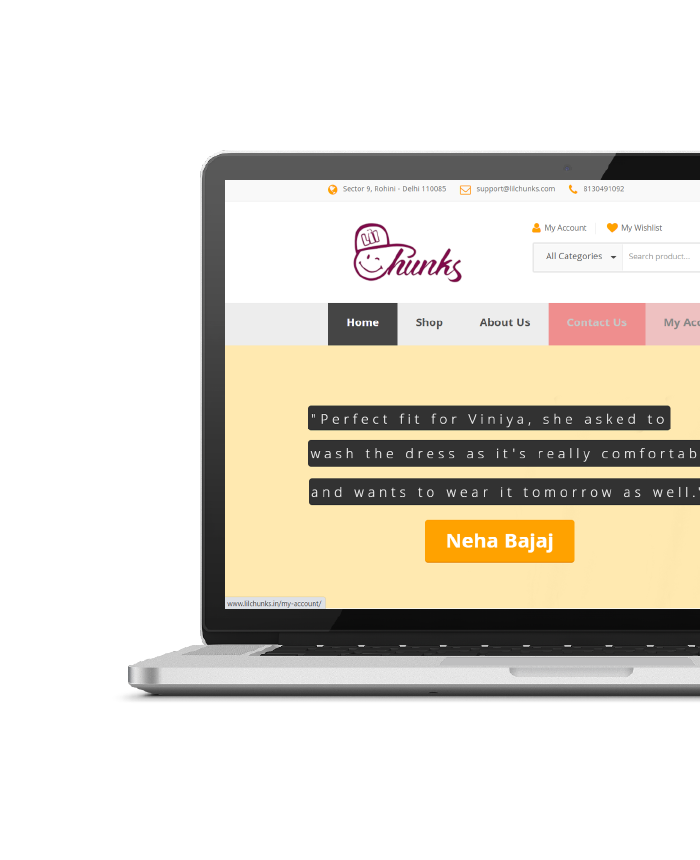 Sector 9, Rohini - Delhi 110085 support@lilchunks.com 8130491092
Lil
Chunks
My Account My Wishlist
All Categories Search product...
Home Shop About Us Contact Us My Acc
"Perfect fit for Viniya, she asked to
wash the dress as it's really comfortab
and wants to wear it tomorrow as well."
Neha Bajaj
www.lilchunks.in/my-account/